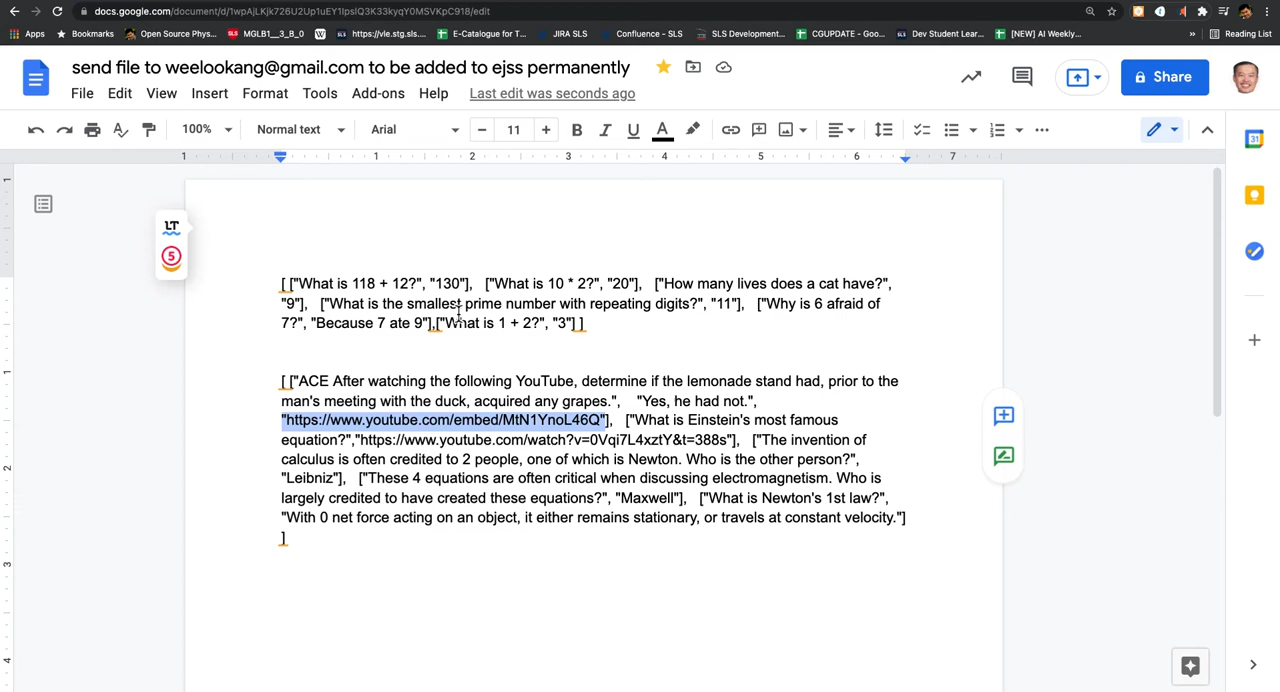 docs.google.com/document/d/1wpAjLKjk726U2Up1uEY1IpslQ3K33kyqY0MSVKpC918/edit
Apps Bookmarks Open Source Phys... MGLB1__3_B_0 https://vle.stg.sls.... E-Catalogue for T... JIRA SLS Confluence - SLS SLS Development... CGUPDATE - Goo... Dev Student Lear... [NEW] AI Weekly... » Reading List
send file to weelookang@gmail.com to be added to ejss permanently
Share
File Edit View Insert Format Tools Add-ons Help Last edit was seconds ago
100% Normal text Arial 11 B I U A
1 1 2 3 4 5 6 7
[ ["What is 118 + 12?", "130"], ["What is 10 * 2?", "20"], ["How many lives does a cat have?",
"9"], ["What is the smallest prime number with repeating digits?", "11"], ["Why is 6 afraid of
7?", "Because 7 ate 9"],["What is 1 + 2?", "3"] ]
[ ["ACE After watching the following YouTube, determine if the lemonade stand had, prior to the
man's meeting with the duck, acquired any grapes.", "Yes, he had not.",
"https://www.youtube.com/embed/MtN1YnoL46Q"], ["What is Einstein's most famous
equation?","https://www.youtube.com/watch?v=0Vqi7L4xztY&t=388s"], ["The invention of
calculus is often credited to 2 people, one of which is Newton. Who is the other person?",
"Leibniz"], ["These 4 equations are often critical when discussing electromagnetism. Who is
largely credited to have created these equations?", "Maxwell"], ["What is Newton's 1st law?",
"With 0 net force acting on an object, it either remains stationary, or travels at constant velocity."]
]